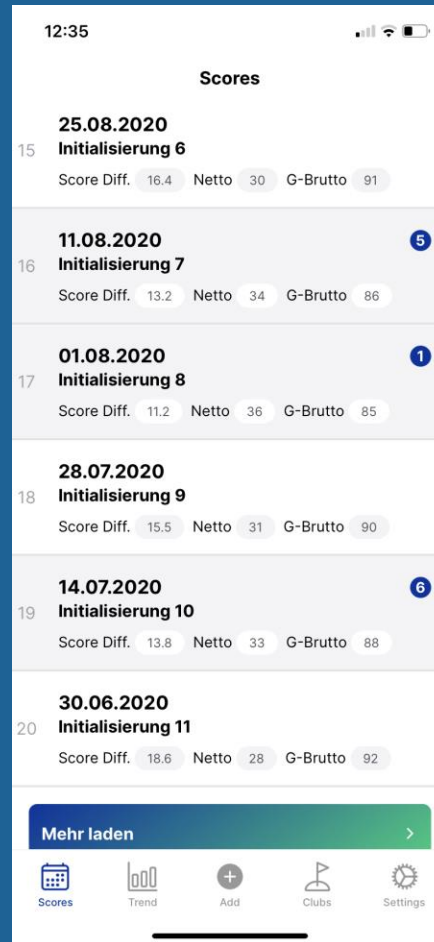 12:35
Scores
15
25.08.2020
Initialisierung 6
Score Diff. 16.4 Netto 30 G-Brutto 91
16
11.08.2020
5
Initialisierung 7
Score Diff. 13.2 Netto 34 G-Brutto 86
17
01.08.2020
1
Initialisierung 8
Score Diff. 11.2 Netto 36 G-Brutto 85
18
28.07.2020
Initialisierung 9
Score Diff. 15.5 Netto 31 G-Brutto 90
19
14.07.2020
6
Initialisierung 10
Score Diff. 13.8 Netto 33 G-Brutto 88
20
30.06.2020
Initialisierung 11
Score Diff. 18.6 Netto 28 G-Brutto 92
Mehr laden
Scores Trend Add Clubs Settings